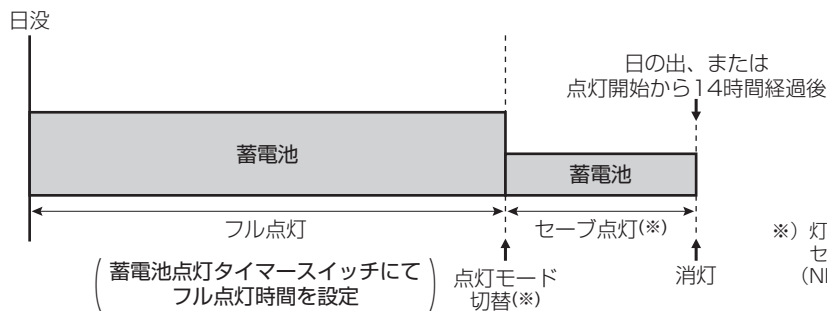 日没
日の出、または
点灯開始から14時間経過後
蓄電池
蓄電池
フル点灯
セーブ点灯(※)
蓄電池点灯タイマースイッチにて
フル点灯時間を設定
点灯モード
切替(※)
消灯
※）灯
セ
（N